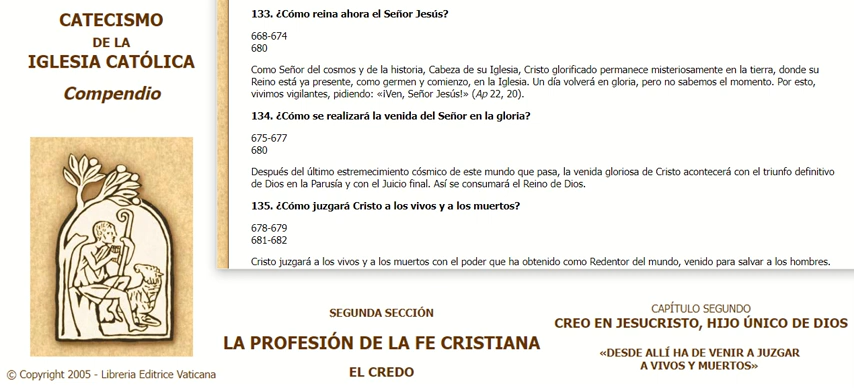 CATECISMO
DE LA
IGLESIA CATÓLICA
Compendio
© Copyright 2005 - Libreria Editrice Vaticana
133. ¿Cómo reina ahora el Señor Jesús?
668-674
680
Como Señor del cosmos y de la historia, Cabeza de su Iglesia, Cristo glorificado permanece misteriosamente en la tierra, donde su
Reino está ya presente, como germen y comienzo, en la Iglesia. Un día volverá en gloria, pero no sabemos el momento. Por esto,
vivimos vigilantes, pidiendo: «¡Ven, Señor Jesús!» (Ap 22, 20).
134. ¿Cómo se realizará la venida del Señor en la gloria?
675-677
680
Después del último estremecimiento cósmico de este mundo que pasa, la venida gloriosa de Cristo acontecerá con el triunfo definitivo
de Dios en la Parusía y con el Juicio final. Así se consumará el Reino de Dios.
135. ¿Cómo juzgará Cristo a los vivos y a los muertos?
678-679
681-682
Cristo juzgará a los vivos y a los muertos con el poder que ha obtenido como Redentor del mundo, venido para salvar a los hombres.
SEGUNDA SECCIÓN
LA PROFESIÓN DE LA FE CRISTIANA
EL CREDO
CAPÍTULO SEGUNDO
CREO EN JESUCRISTO, HIJO ÚNICO DE DIOS
«DESDE ALLÍ HA DE VENIR A JUZGAR
A VIVOS Y MUERTOS»